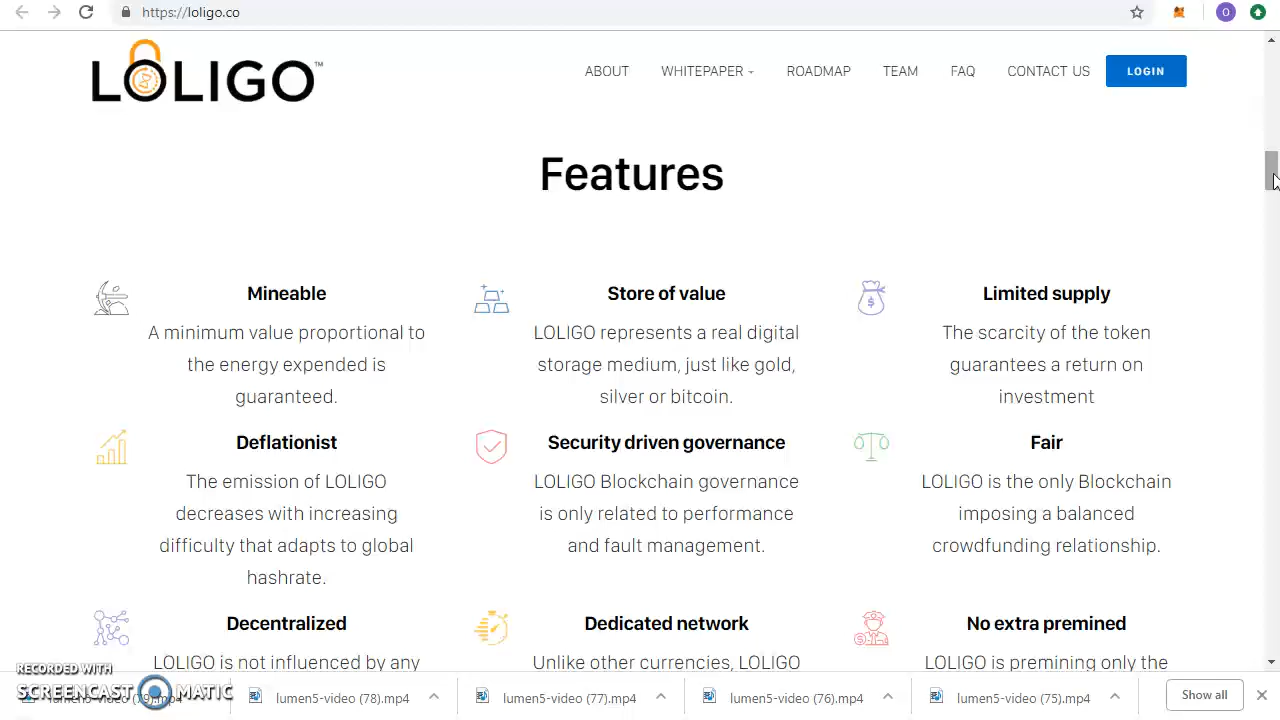 https://loligo.co
O
LOLIGO™
ABOUT
WHITEPAPER
ROADMAP
TEAM
FAQ
CONTACT US
LOGIN
Features
Mineable
A minimum value proportional to
the energy expended is
guaranteed.
Store of value
LOLIGO represents a real digital
storage medium, just like gold,
silver or bitcoin.
Limited supply
The scarcity of the token
guarantees a return on
investment
Deflationist
The emission of LOLIGO
decreases with increasing
difficulty that adapts to global
hashrate.
Security driven governance
LOLIGO Blockchain governance
is only related to performance
and fault management.
Fair
LOLIGO is the only Blockchain
imposing a balanced
crowdfunding relationship.
Decentralized
LOLIGO is not influenced by any
Dedicated network
Unlike other currencies, LOLIGO
No extra premined
LOLIGO is premining only the
RECORDED WITH
SCREENCAST MATIC
lumen5-video (79).mp4
lumen5-video (78).mp4
lumen5-video (77).mp4
lumen5-video (76).mp4
lumen5-video (75).mp4
Show all